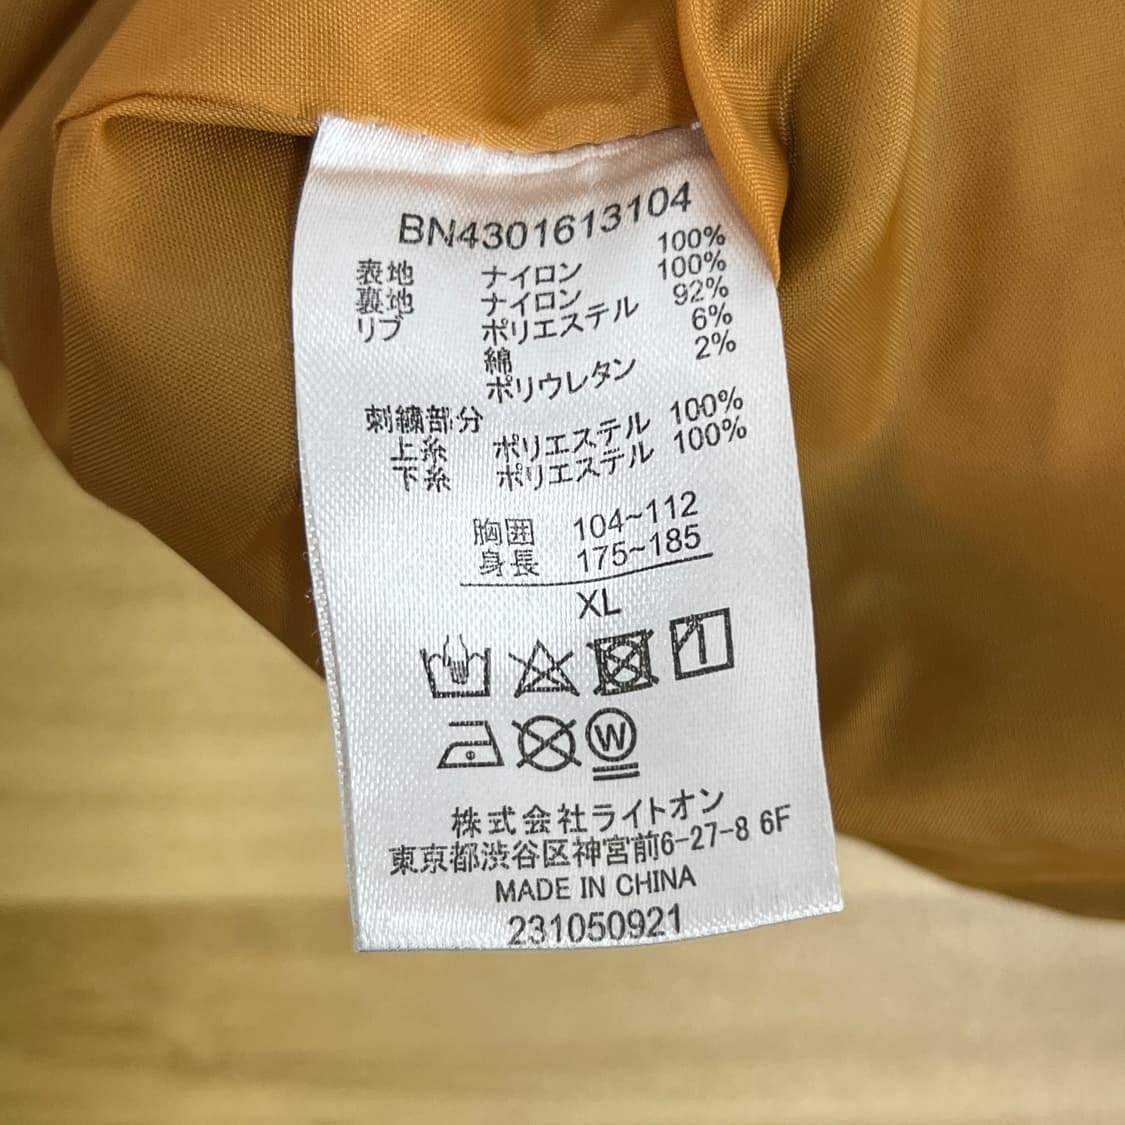 BN4301613104
表地 ナイロン 100%
裏地 ナイロン 100%
リブ ポリエステル 92%
綿 6%
ポリウレタン 2%
刺繍部分
上糸 ポリエステル 100%
下糸 ポリエステル 100%
胸囲 104~112
身長 175~185
XL
W
株式会社ライトオン
東京都渋谷区神宮前6-27-8 6F
MADE IN CHINA
231050921